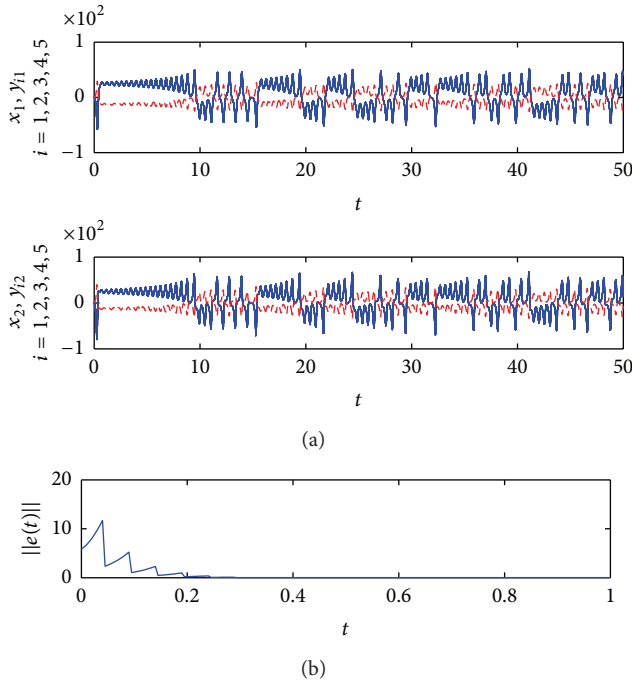 ×10²
1
0
−1
x₁, yᵢ₁
i = 1, 2, 3, 4, 5
0 10 20 30 40 50
t
×10²
1
0
−1
x₂, yᵢ₂
i = 1, 2, 3, 4, 5
0 10 20 30 40 50
t
(a)
20
10
0
||e(t)||
0 0.2 0.4 0.6 0.8 1
t
(b)